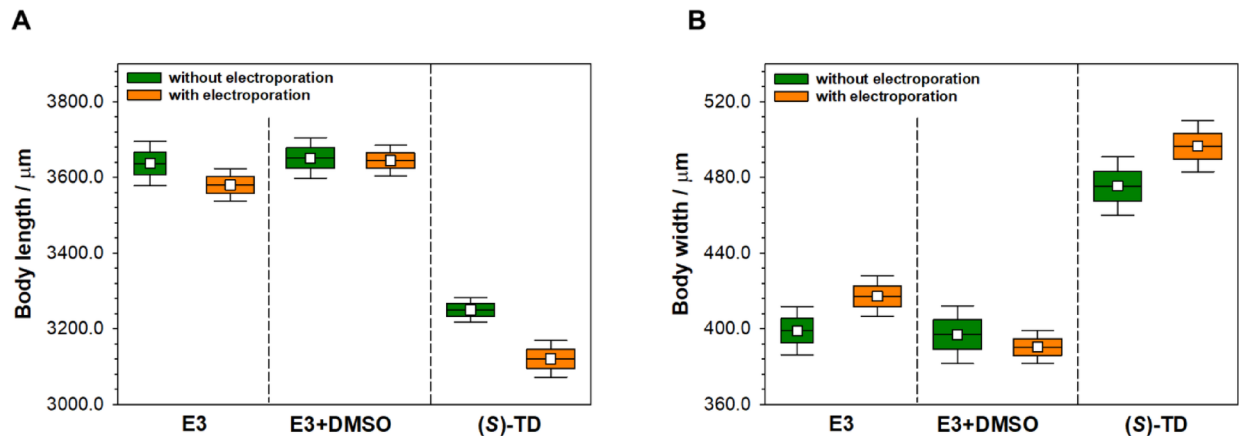 A
Body length / μm
3800.0
3600.0
3400.0
3200.0
3000.0
without electroporation
with electroporation
E3
E3+DMSO
(S)-TD
B
Body width / μm
520.0
480.0
440.0
400.0
360.0
without electroporation
with electroporation
E3
E3+DMSO
(S)-TD